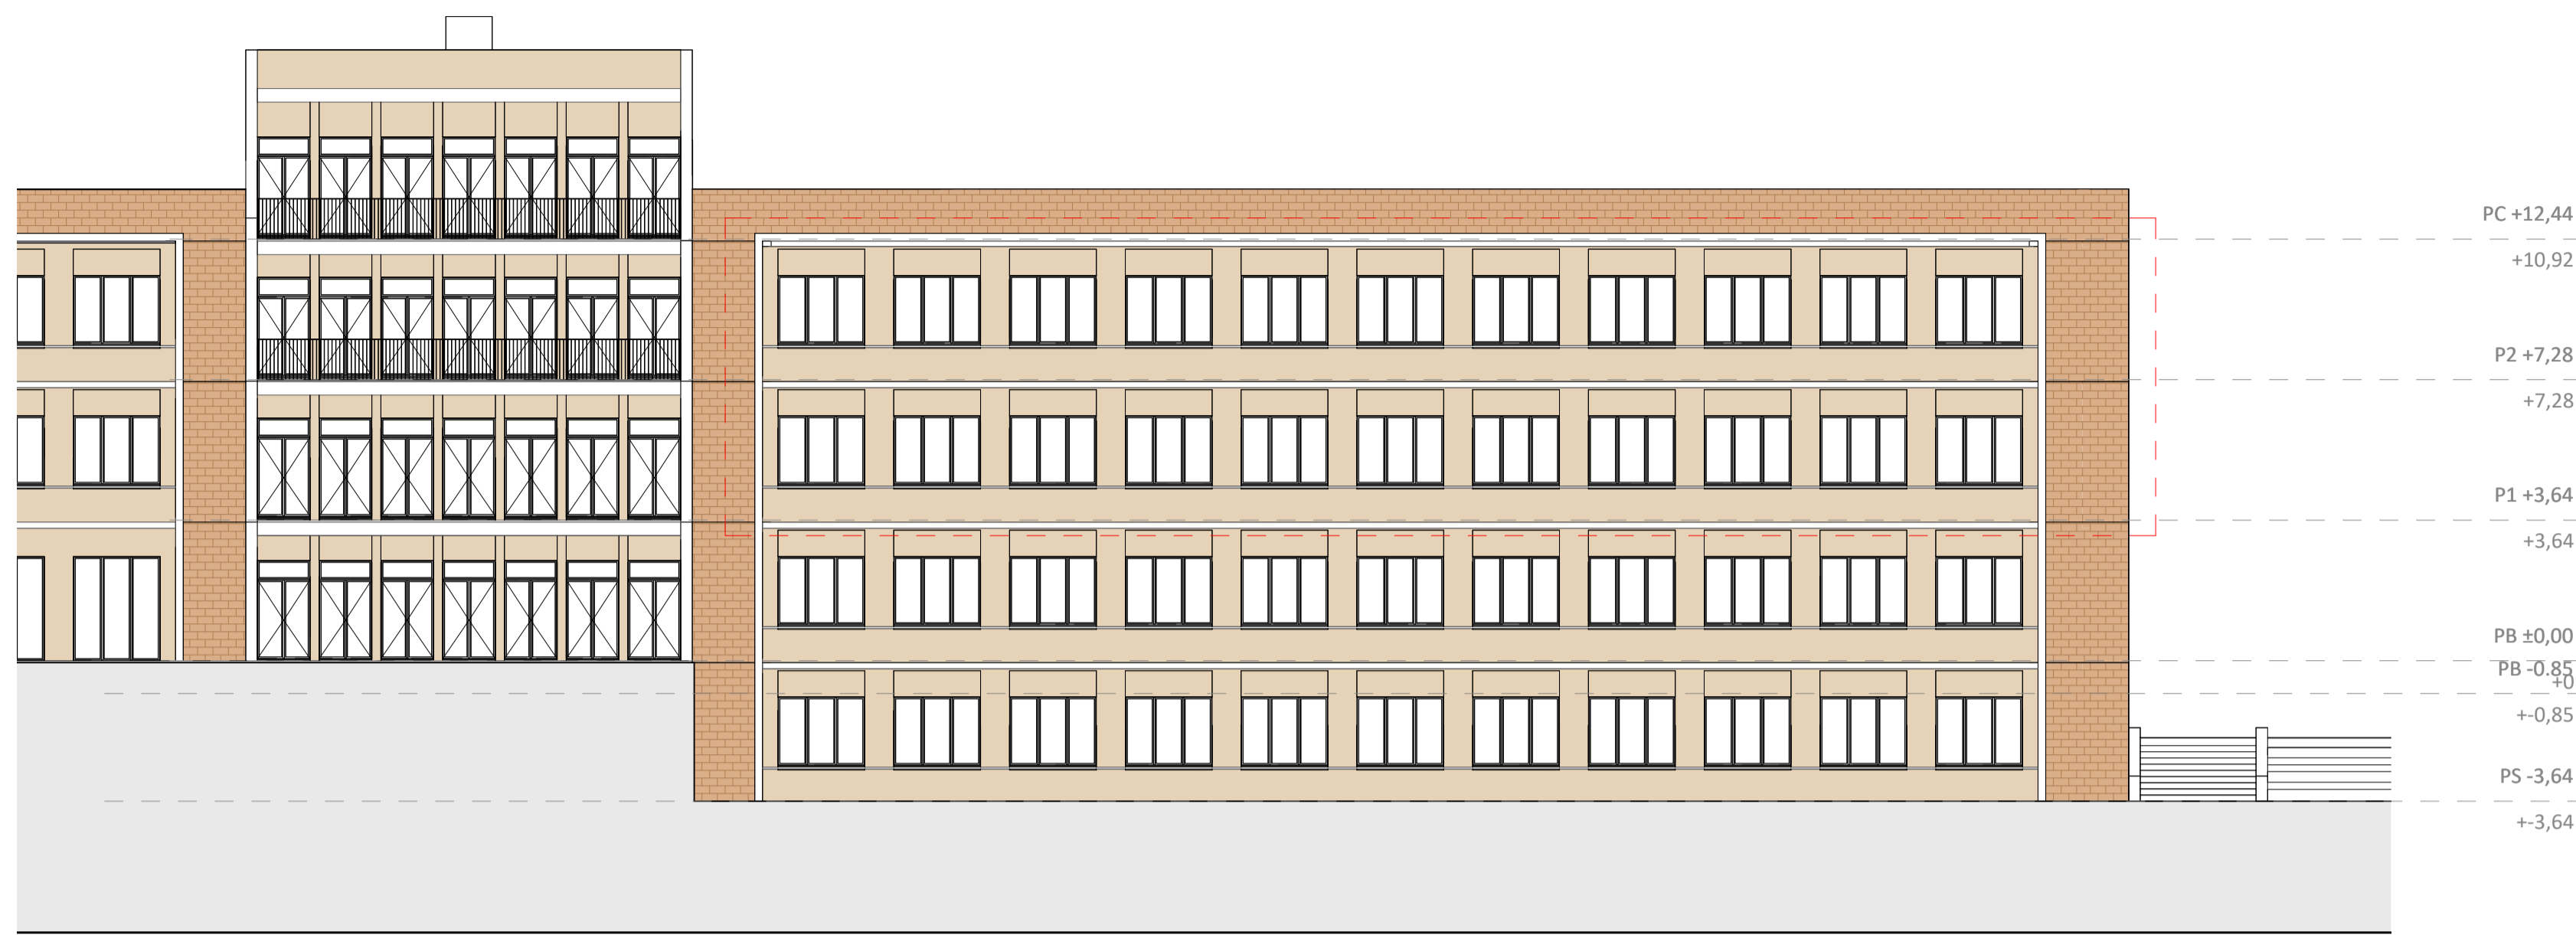 PC +12,44
+10,92
P2 +7,28
+7,28
P1 +3,64
+3,64
PB ±0,00
PB -0.85
+0
+-0,85
PS -3,64
+-3,64